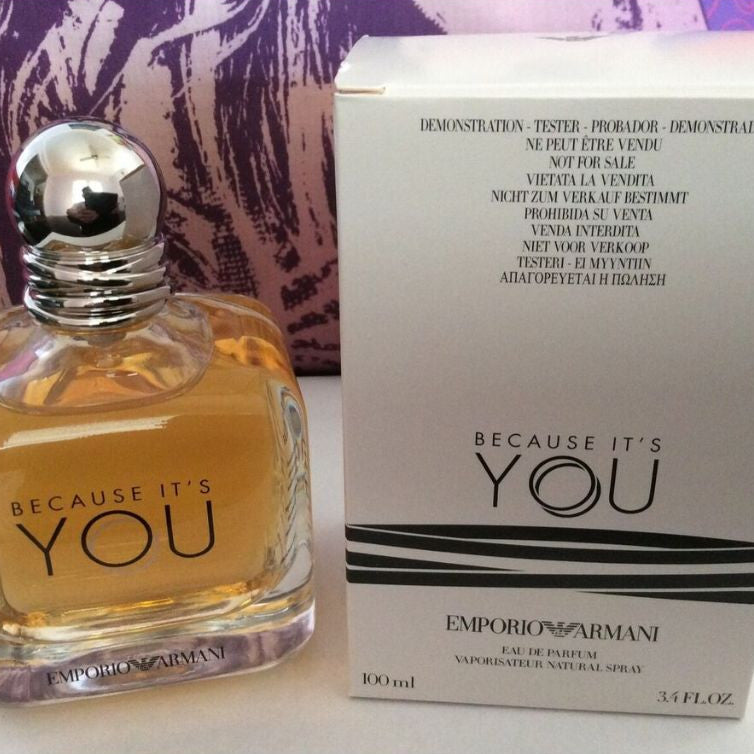 BECAUSE IT'S
YOU
EMPORIO ARMANI
DEMONSTRATION - TESTER - PROBADOR -
NE PEUT ÊTRE VENDU
NOT FOR SALE
VIETATA LA VENDITA
NICHT ZUM VERKAUF BESTIMMT
PROHIBIDA SU VENTA
VENDA INTERDITA
NIET VOOR VERKOOP
TESTERI - EI MYYNTIIN
ΑΠΑΓΟΡΕΥΕΤΑΙ Η ΠΩΛΗΣΗ
BECAUSE IT'S
YOU
EMPORIO ARMANI
EAU DE PARFUM
VAPORISATEUR NATURAL SPRAY
100 ml
3.4 FL.OZ.